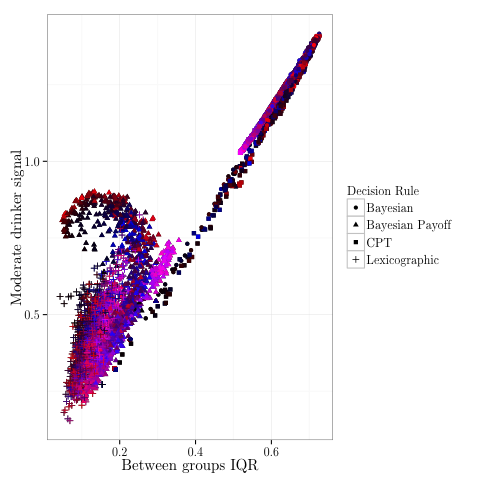 Moderate drinker signal
1.0
0.5
0.2 0.4 0.6
Between groups IQR
Decision Rule
Bayesian
Bayesian Payoff
CPT
Lexicographic